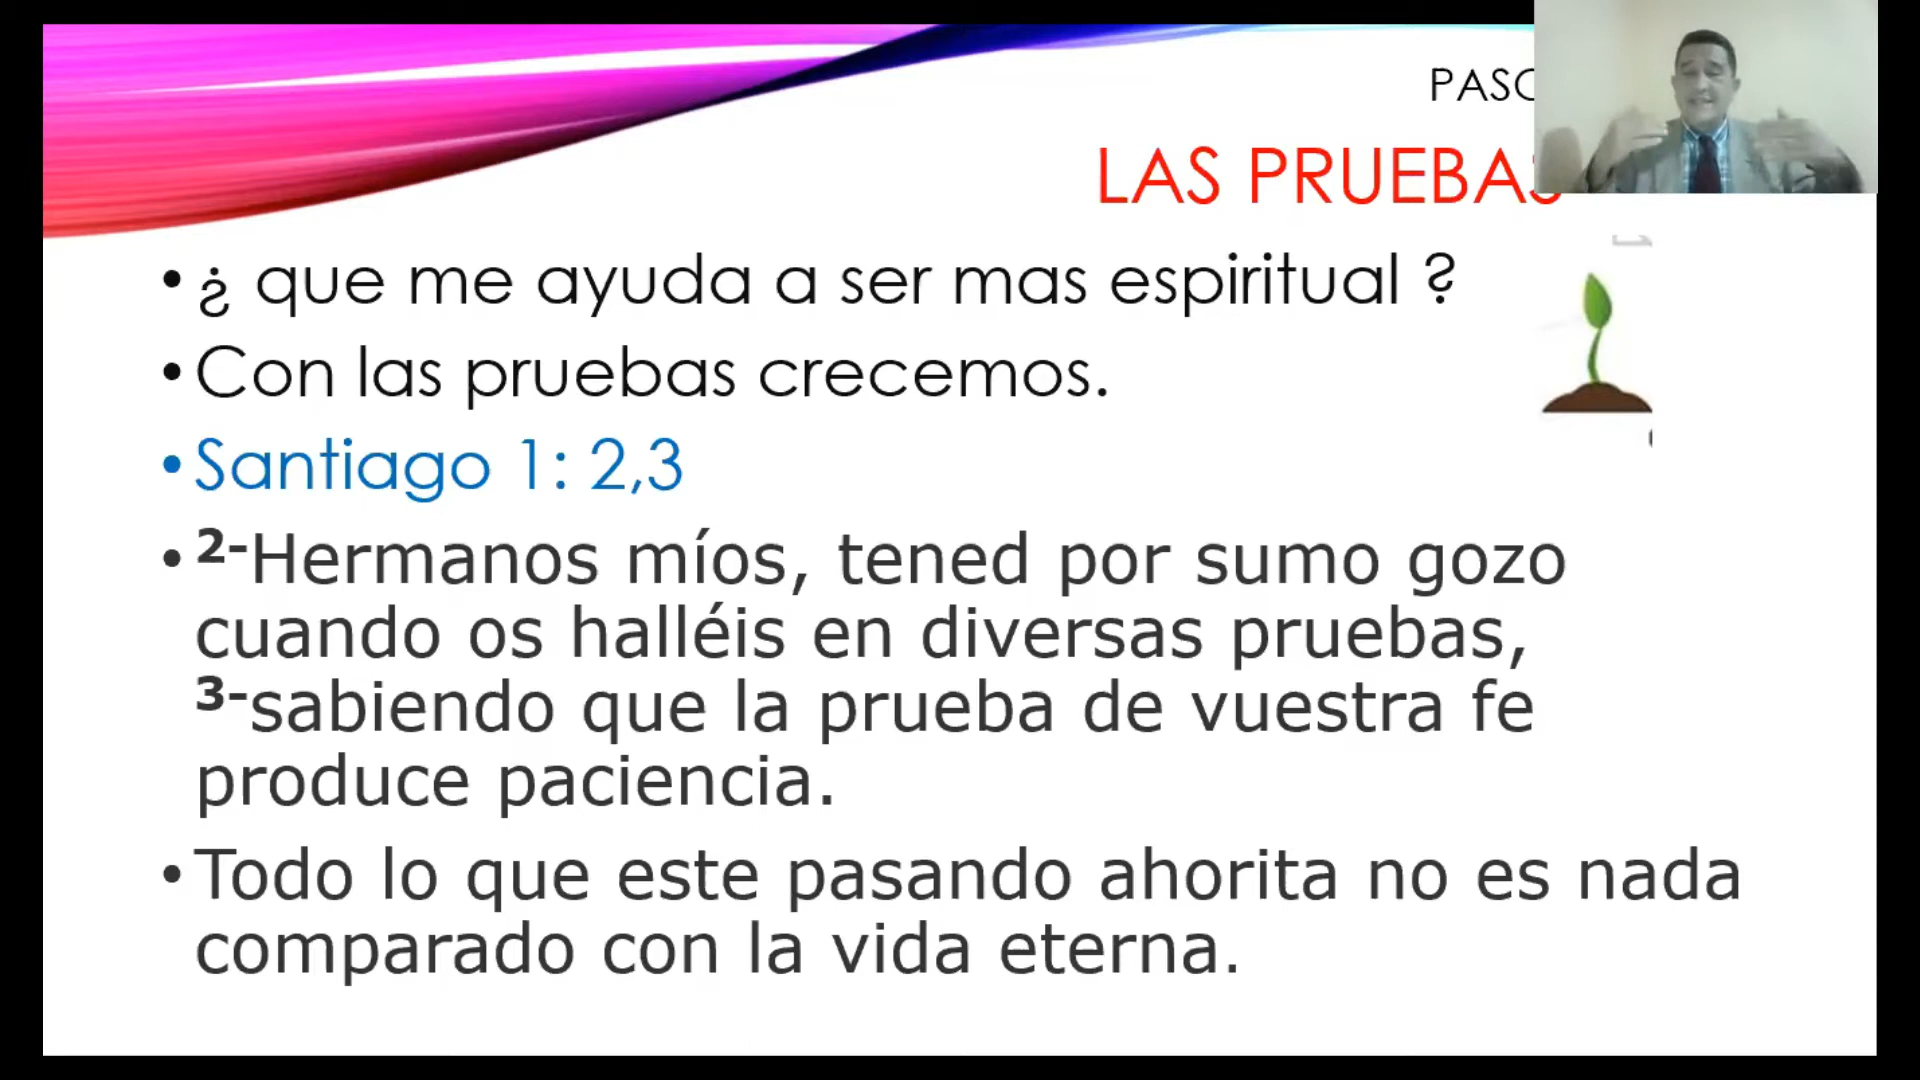 LAS PRUEBAS
• ¿ que me ayuda a ser mas espiritual ?
• Con las pruebas crecemos.
• Santiago 1: 2,3
• 2-Hermanos míos, tened por sumo gozo
cuando os halléis en diversas pruebas,
3-sabiendo que la prueba de vuestra fe
produce paciencia.
• Todo lo que este pasando ahorita no es nada
comparado con la vida eterna.